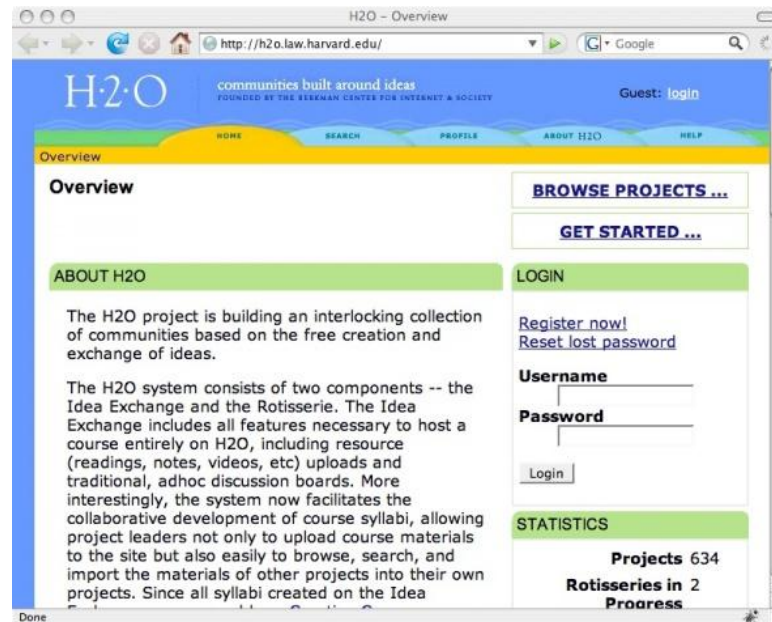 H2O - Overview
http://h2o.law.harvard.edu/
G Google
H·2·O
communities built around ideas
FOUNDED BY THE BERKMAN CENTER FOR INTERNET & SOCIETY
Guest: login
HOME
SEARCH
PROFILE
ABOUT H2O
HELP
Overview
Overview
BROWSE PROJECTS ...
GET STARTED ...
ABOUT H2O
The H2O project is building an interlocking collection
of communities based on the free creation and
exchange of ideas.
The H2O system consists of two components -- the
Idea Exchange and the Rotisserie. The Idea
Exchange includes all features necessary to host a
course entirely on H2O, including resource
(readings, notes, videos, etc) uploads and
traditional, adhoc discussion boards. More
interestingly, the system now facilitates the
collaborative development of course syllabi, allowing
project leaders not only to upload course materials
to the site but also easily to browse, search, and
import the materials of other projects into their own
projects. Since all syllabi created on the Idea
LOGIN
Register now!
Reset lost password
Username
Password
Login
STATISTICS
Projects 634
Rotisseries in 2
Progress
Done